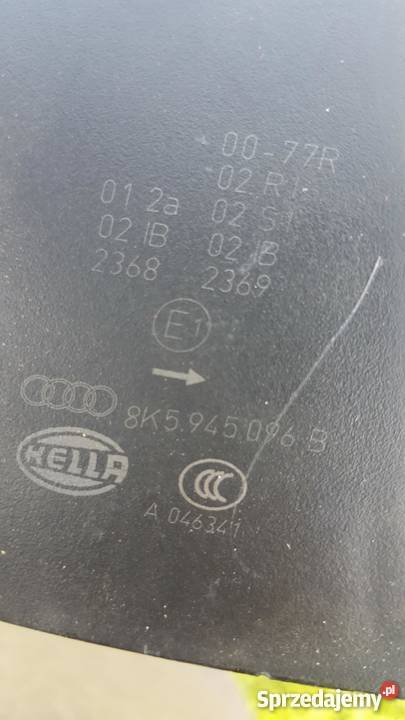 00-77R
02 R1
01 2a 02 S1
02 IB 02 IB
2368 2369
E1
8K5.945.096 B
HELLA
CCC
A 046341
Sprzedajemy.pl